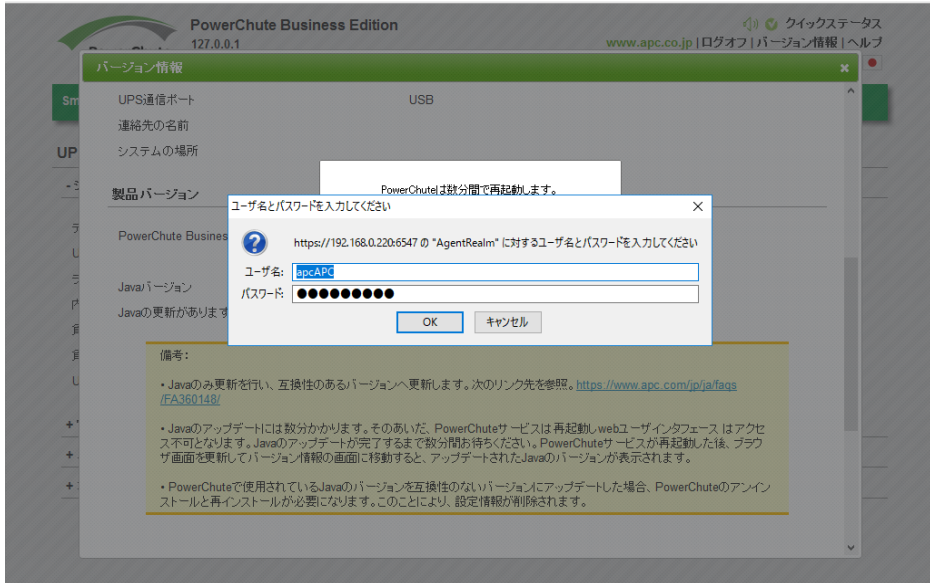 PowerChute Business Edition
127.0.0.1
クイックステータス
www.apc.co.jp | ログオフ | バージョン情報 | ヘルプ
バージョン情報
UPS通信ポート USB
連絡先の名前
システムの場所
製品バージョン
PowerChuteは数分間で再起動します。
ユーザ名とパスワードを入力してください
https://192.168.0.220:6547 の "AgentRealm" に対するユーザ名とパスワードを入力してください
ユーザ名: apcAPC
パスワード: ●●●●●●●●●
OK キャンセル
PowerChute Busines
Javaバージョン
Javaの更新があります
備考:
・Javaのみ更新を行い、互換性のあるバージョンへ更新します。次のリンク先を参照。https://www.apc.com/jp/ja/faqs
/FA360148/
・Javaのアップデートには数分かかります。そのあいだ、PowerChuteサービスは再起動しwebユーザインタフェース はアクセ
ス不可となります。Javaのアップデートが完了するまで数分間お待ちください。PowerChuteサービスが再起動した後、ブラウ
ザ画面を更新してバージョン情報の画面に移動すると、アップデートされたJavaのバージョンが表示されます。
・PowerChuteで使用されているJavaのバージョンを互換性のないバージョンにアップデートした場合、PowerChuteのアンイン
ストールと再インストールが必要になります。このことにより、設定情報が削除されます。